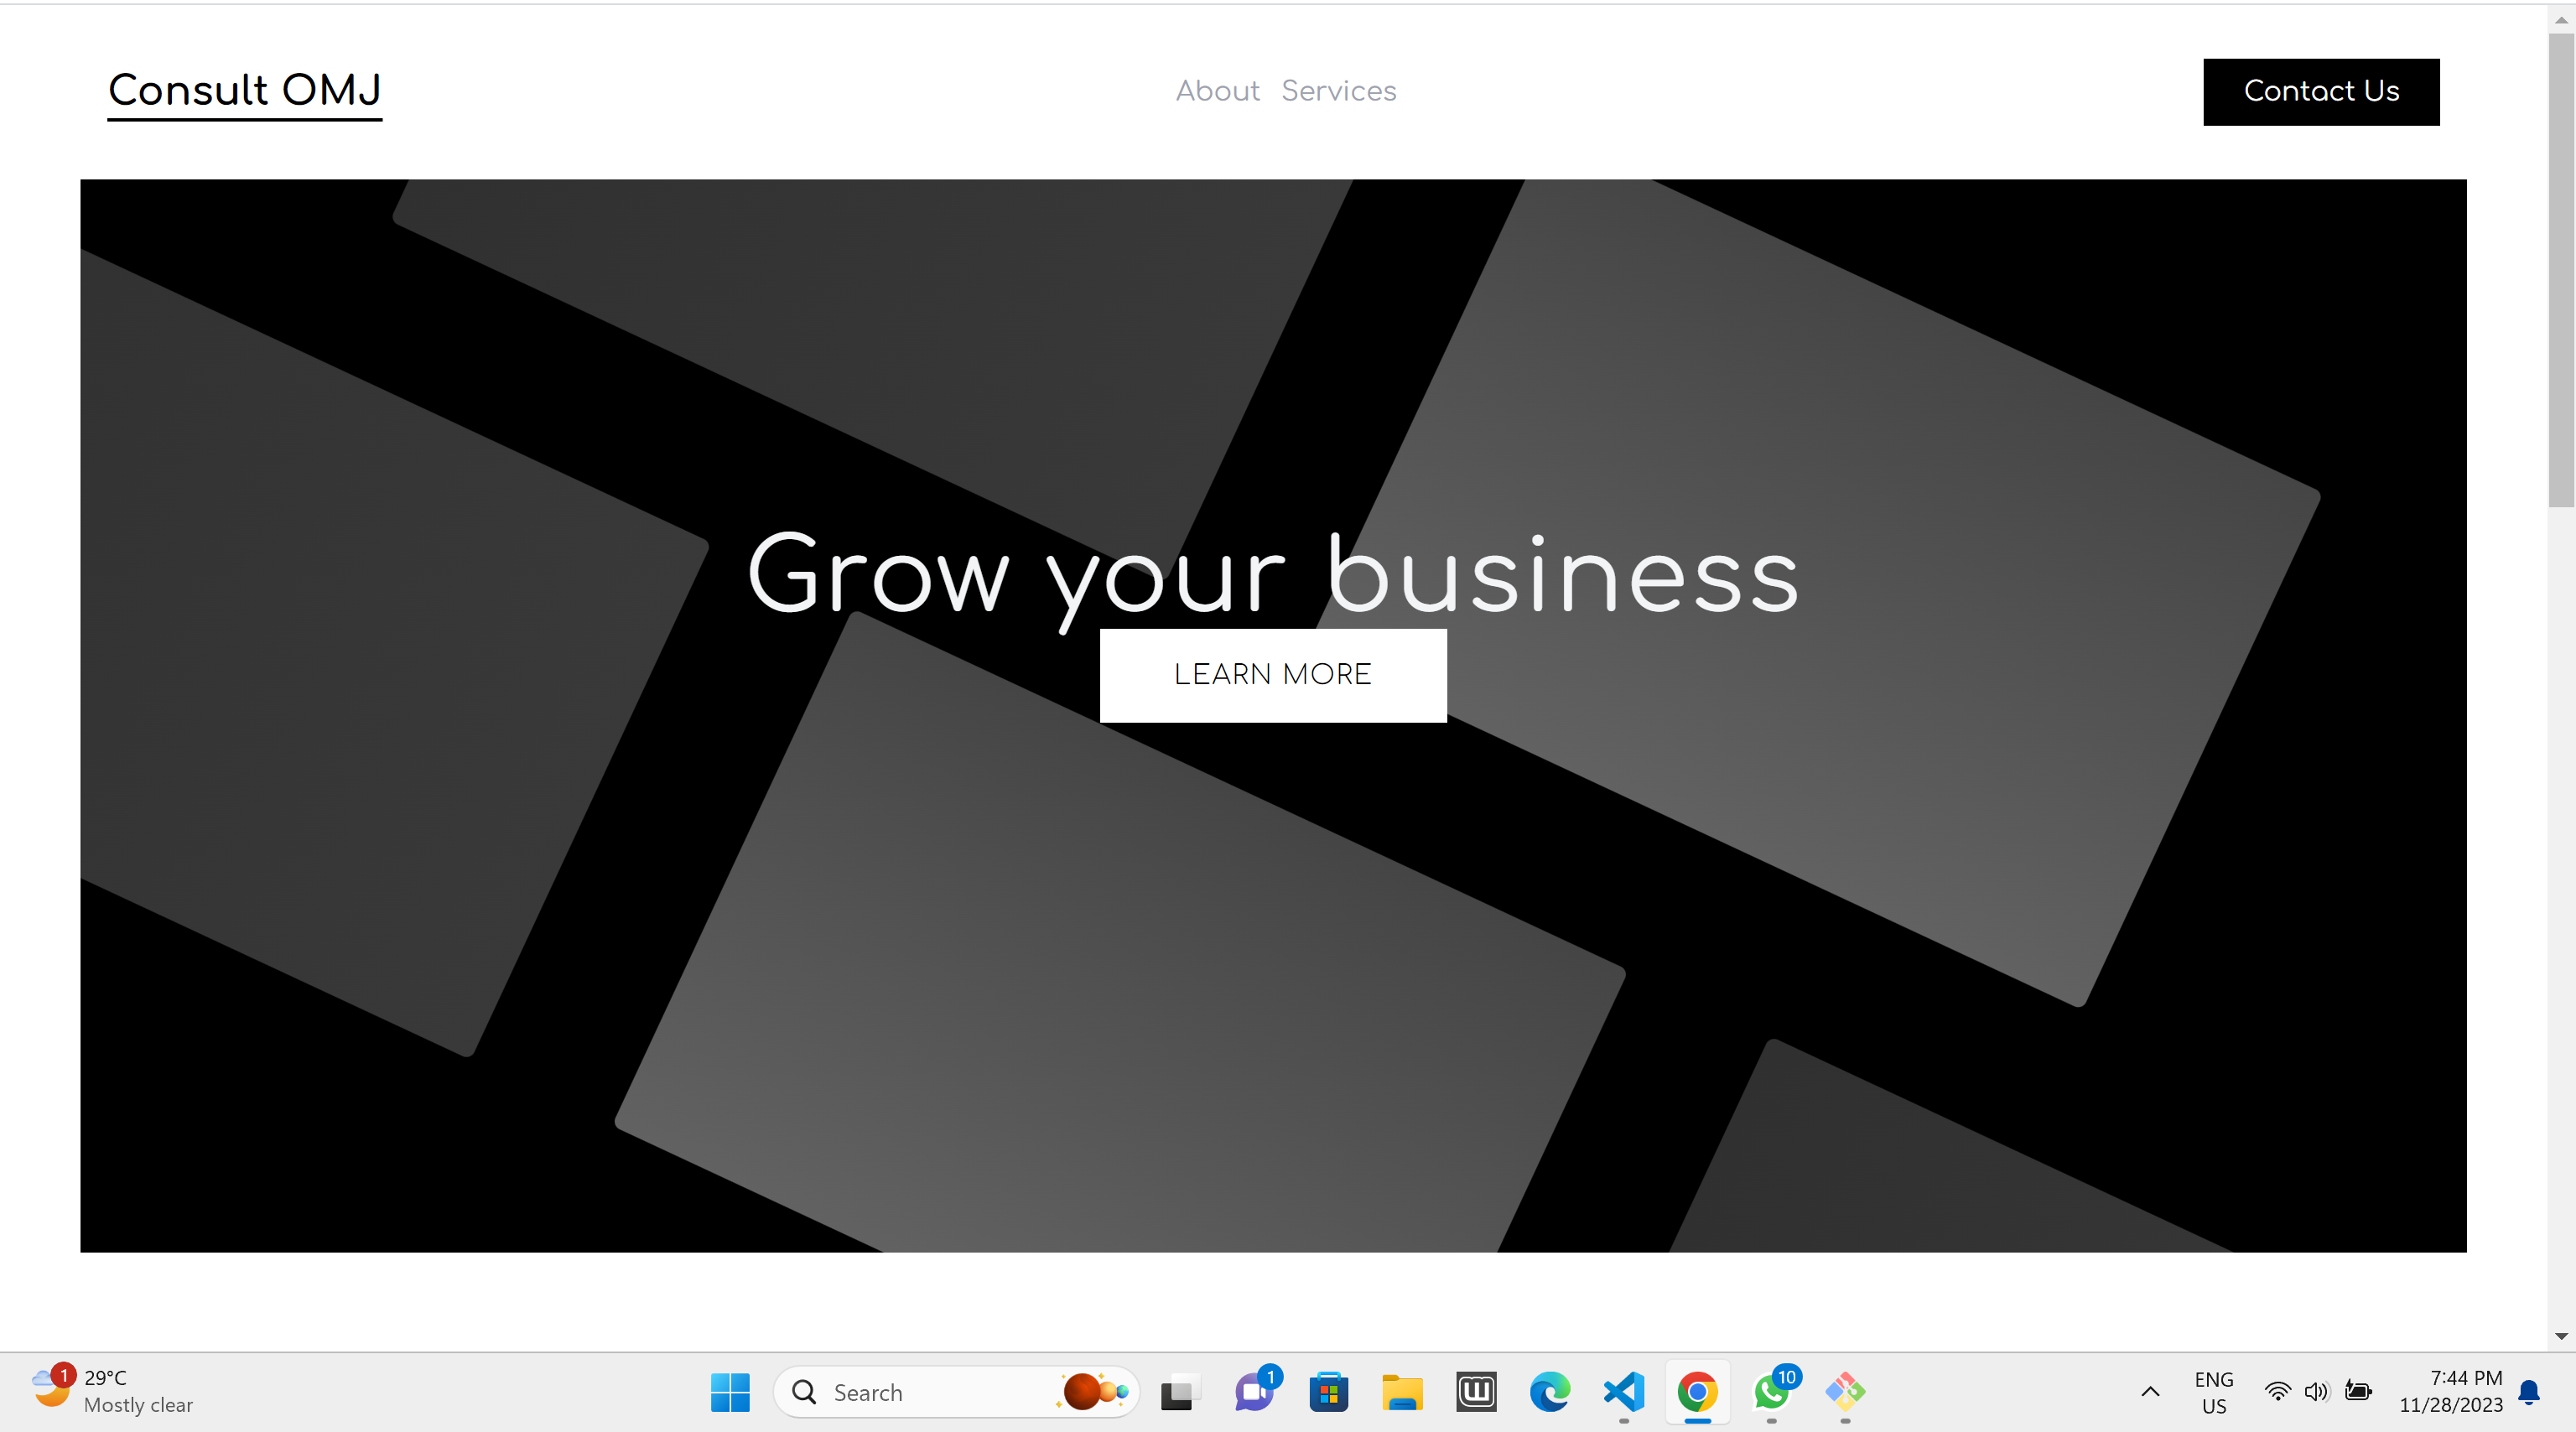 Consult OMJ
About Services
Contact Us
Grow your business
LEARN MORE
1
29°C
Mostly clear
Search
1
10
ENG
US
7:44 PM
11/28/2023